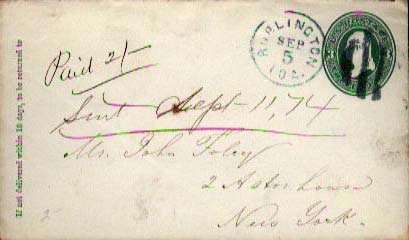 If not delivered within 10 days, to be returned to
Paid 2/-
BURLINGTON
SEP
5
IOA.
Sent Sept 11, 74
Mr. John Foley
2 Astor house
New York.